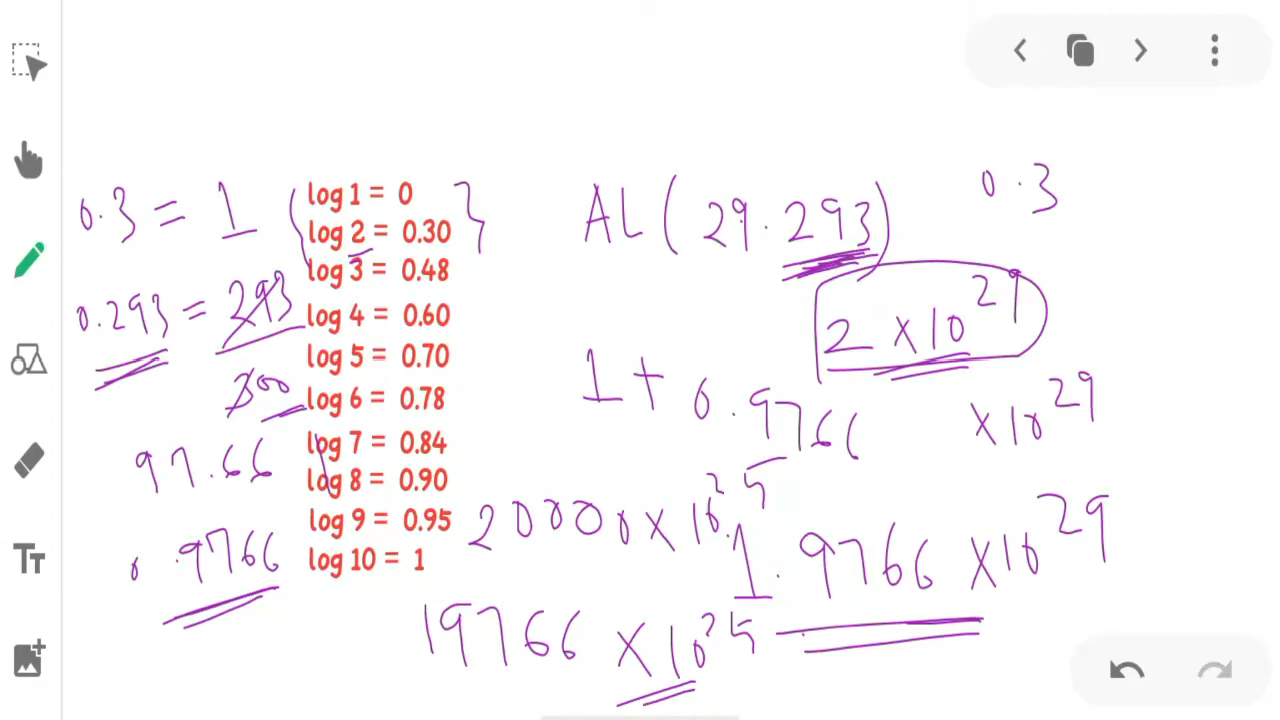 0.3 = 1
0.293 = 293
300
97.66
0.9766
log 1 = 0
log 2 = 0.30
log 3 = 0.48
log 4 = 0.60
log 5 = 0.70
log 6 = 0.78
log 7 = 0.84
log 8 = 0.90
log 9 = 0.95
log 10 = 1
AL(29.293)
0.3
2 × 10^29
1 + 0.9766 × 10^29
20000 × 10^25
1.9766 × 10^29
19766 × 10^25